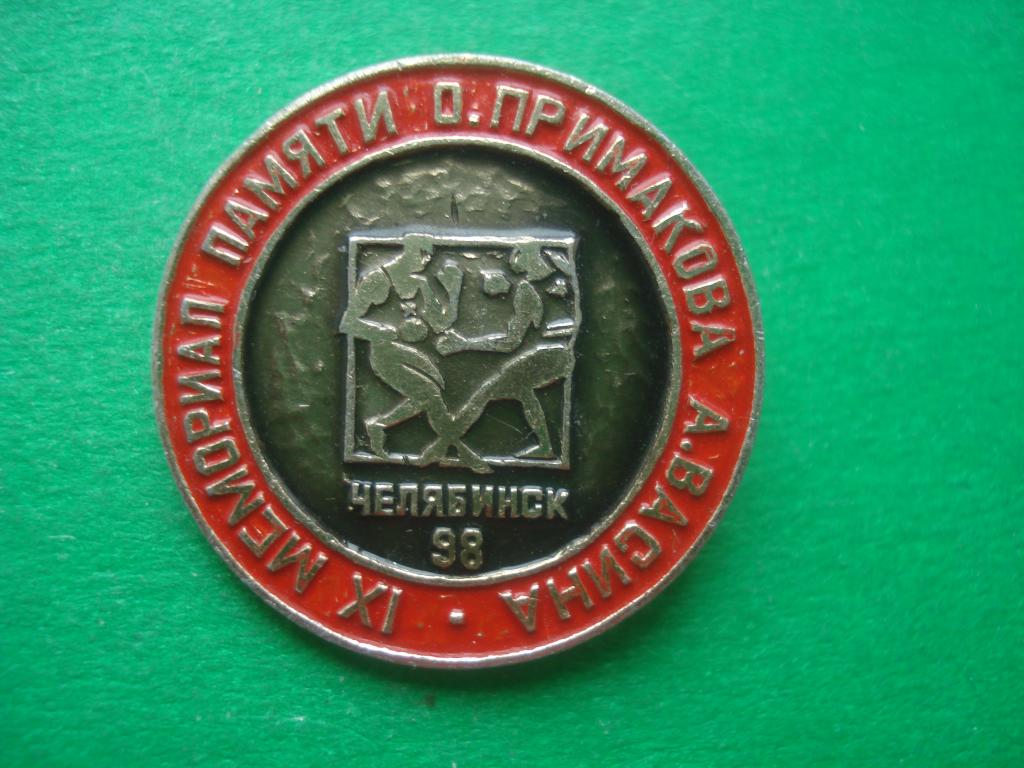 IX МЕМОРИАЛ ПАМЯТИ О.ПРИМАКОВА А.ВАСИНА •
ЧЕЛЯБИНСК
98